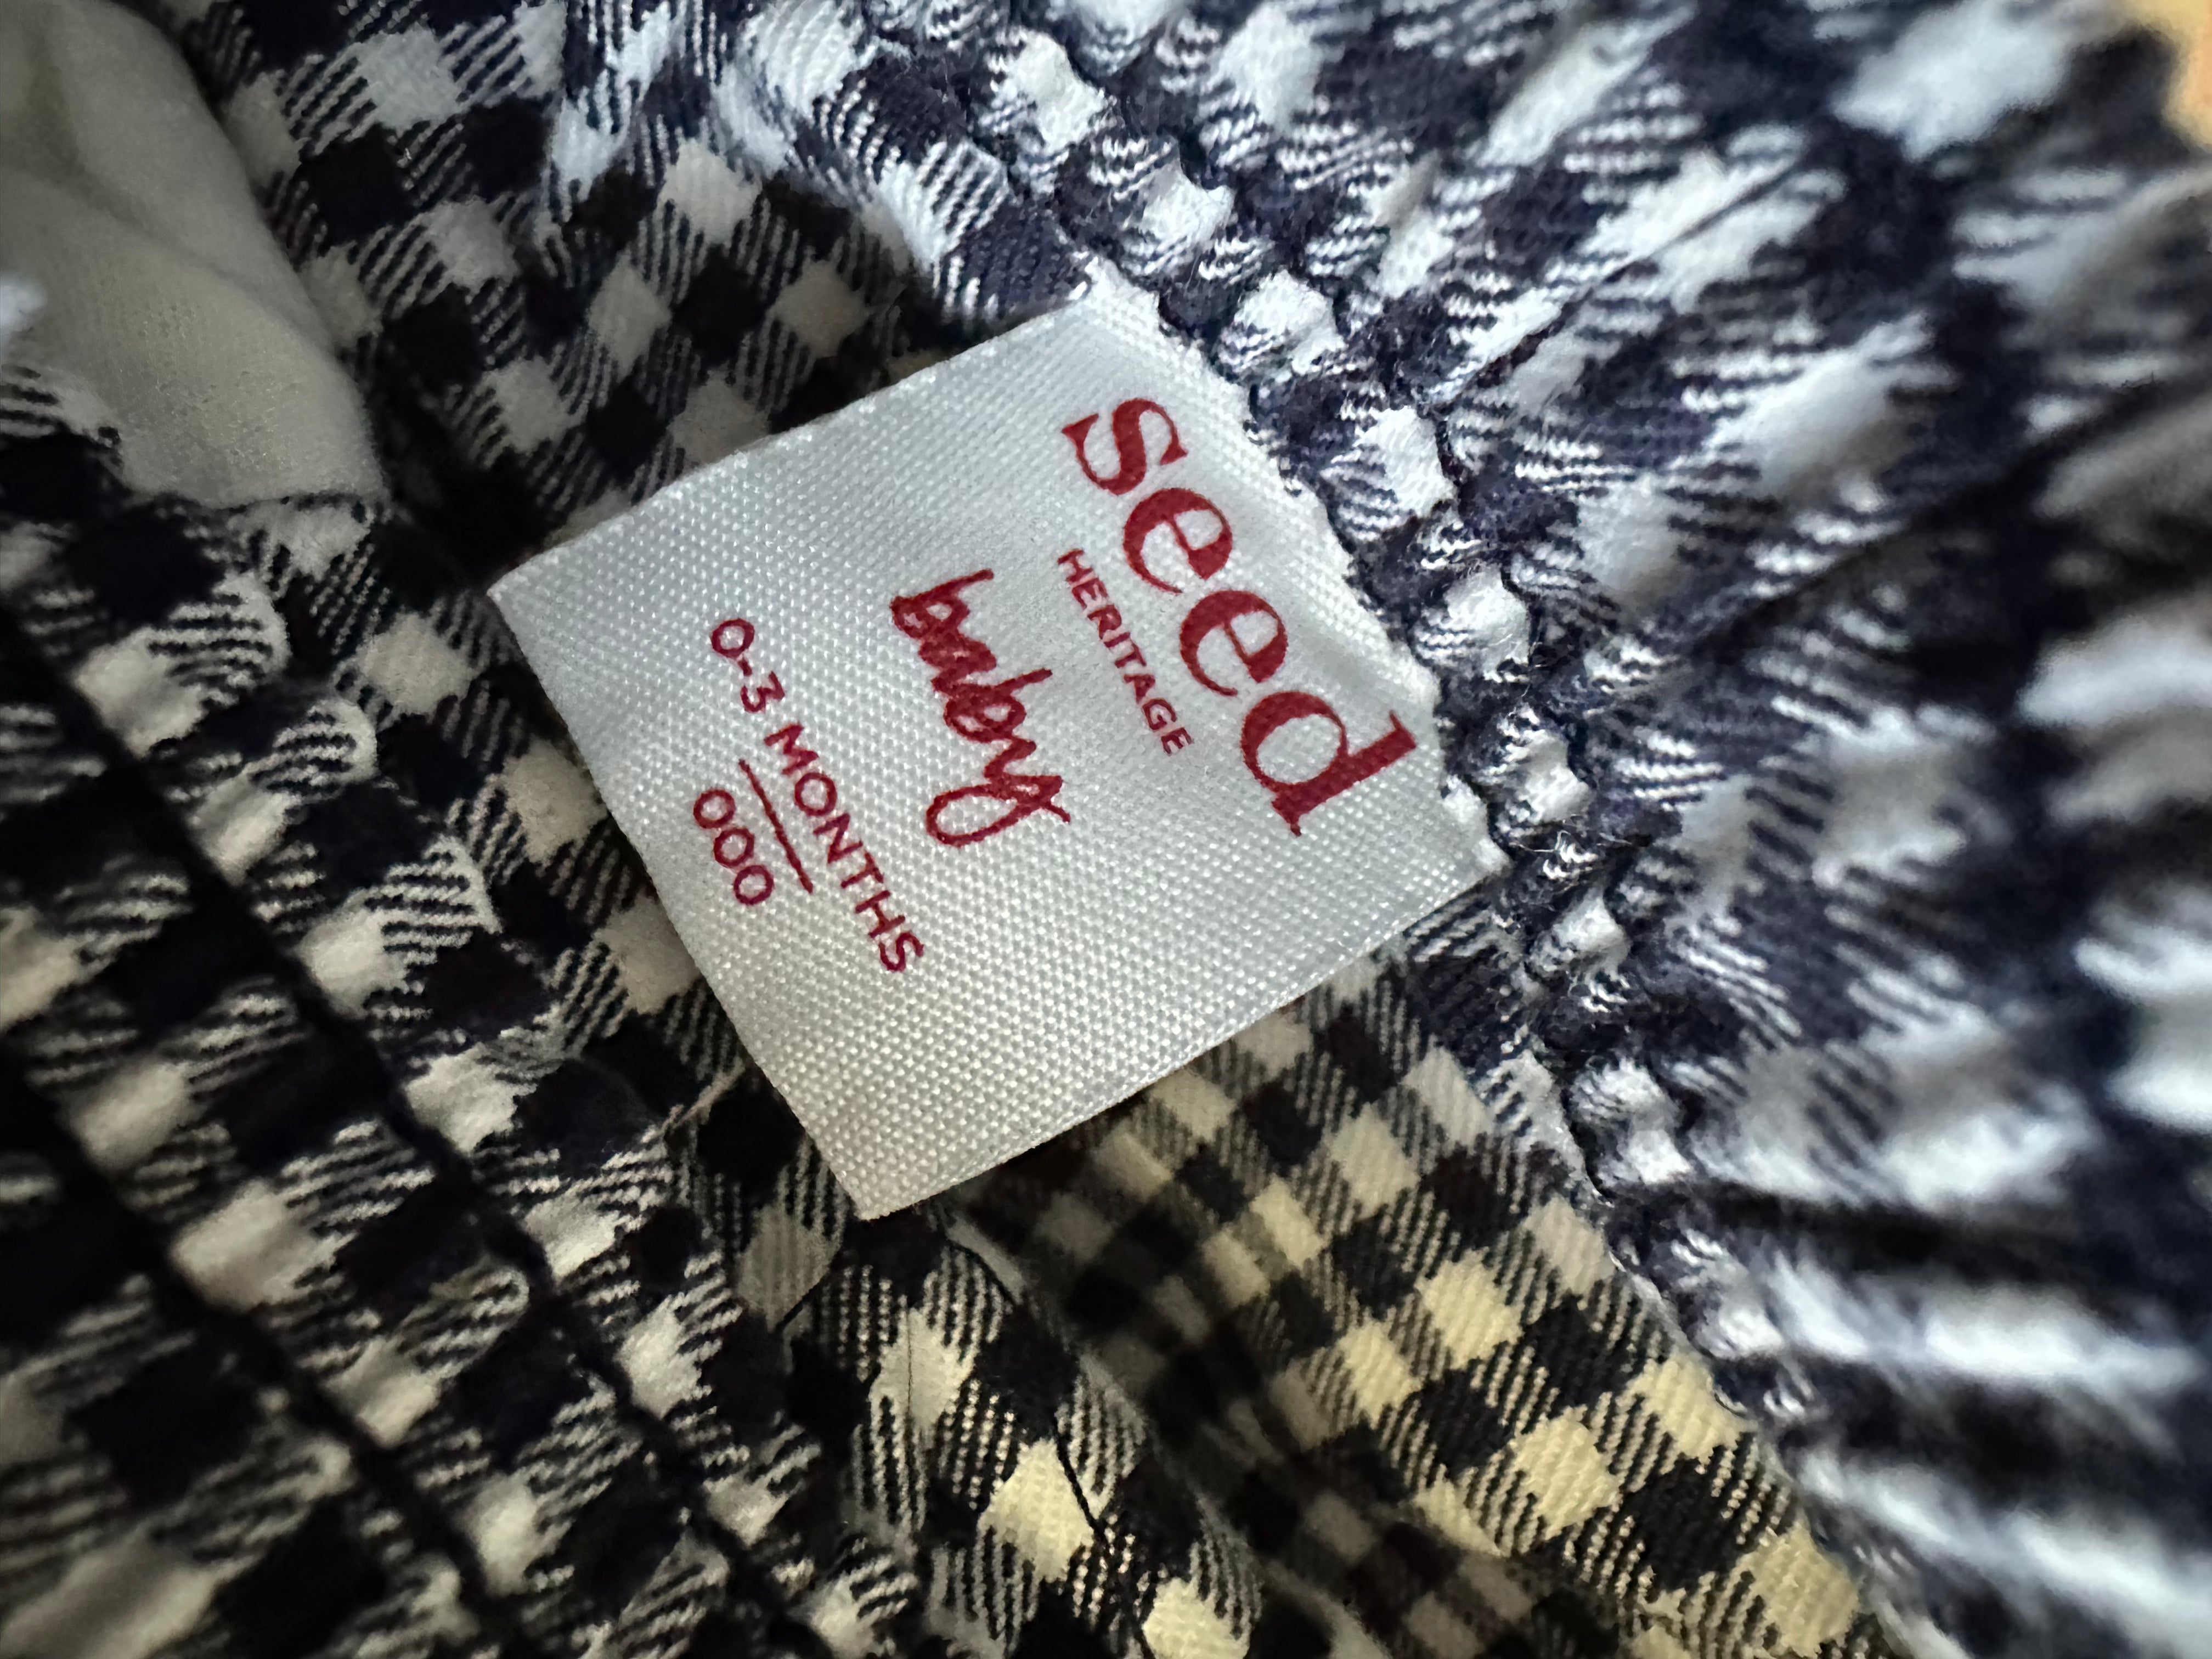 seed
HERITAGE
baby
0-3 MONTHS
000